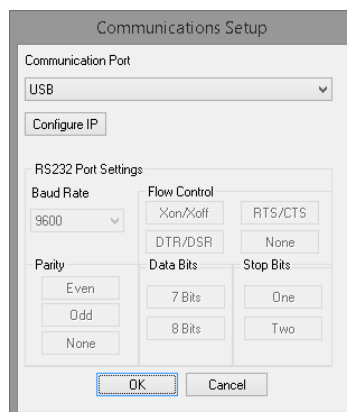 Communications Setup
Communication Port
USB
Configure IP
RS232 Port Settings
Baud Rate
9600
Flow Control
Xon/Xoff
RTS/CTS
DTR/DSR
None
Parity
Even
Odd
None
Data Bits
7 Bits
8 Bits
Stop Bits
One
Two
OK
Cancel